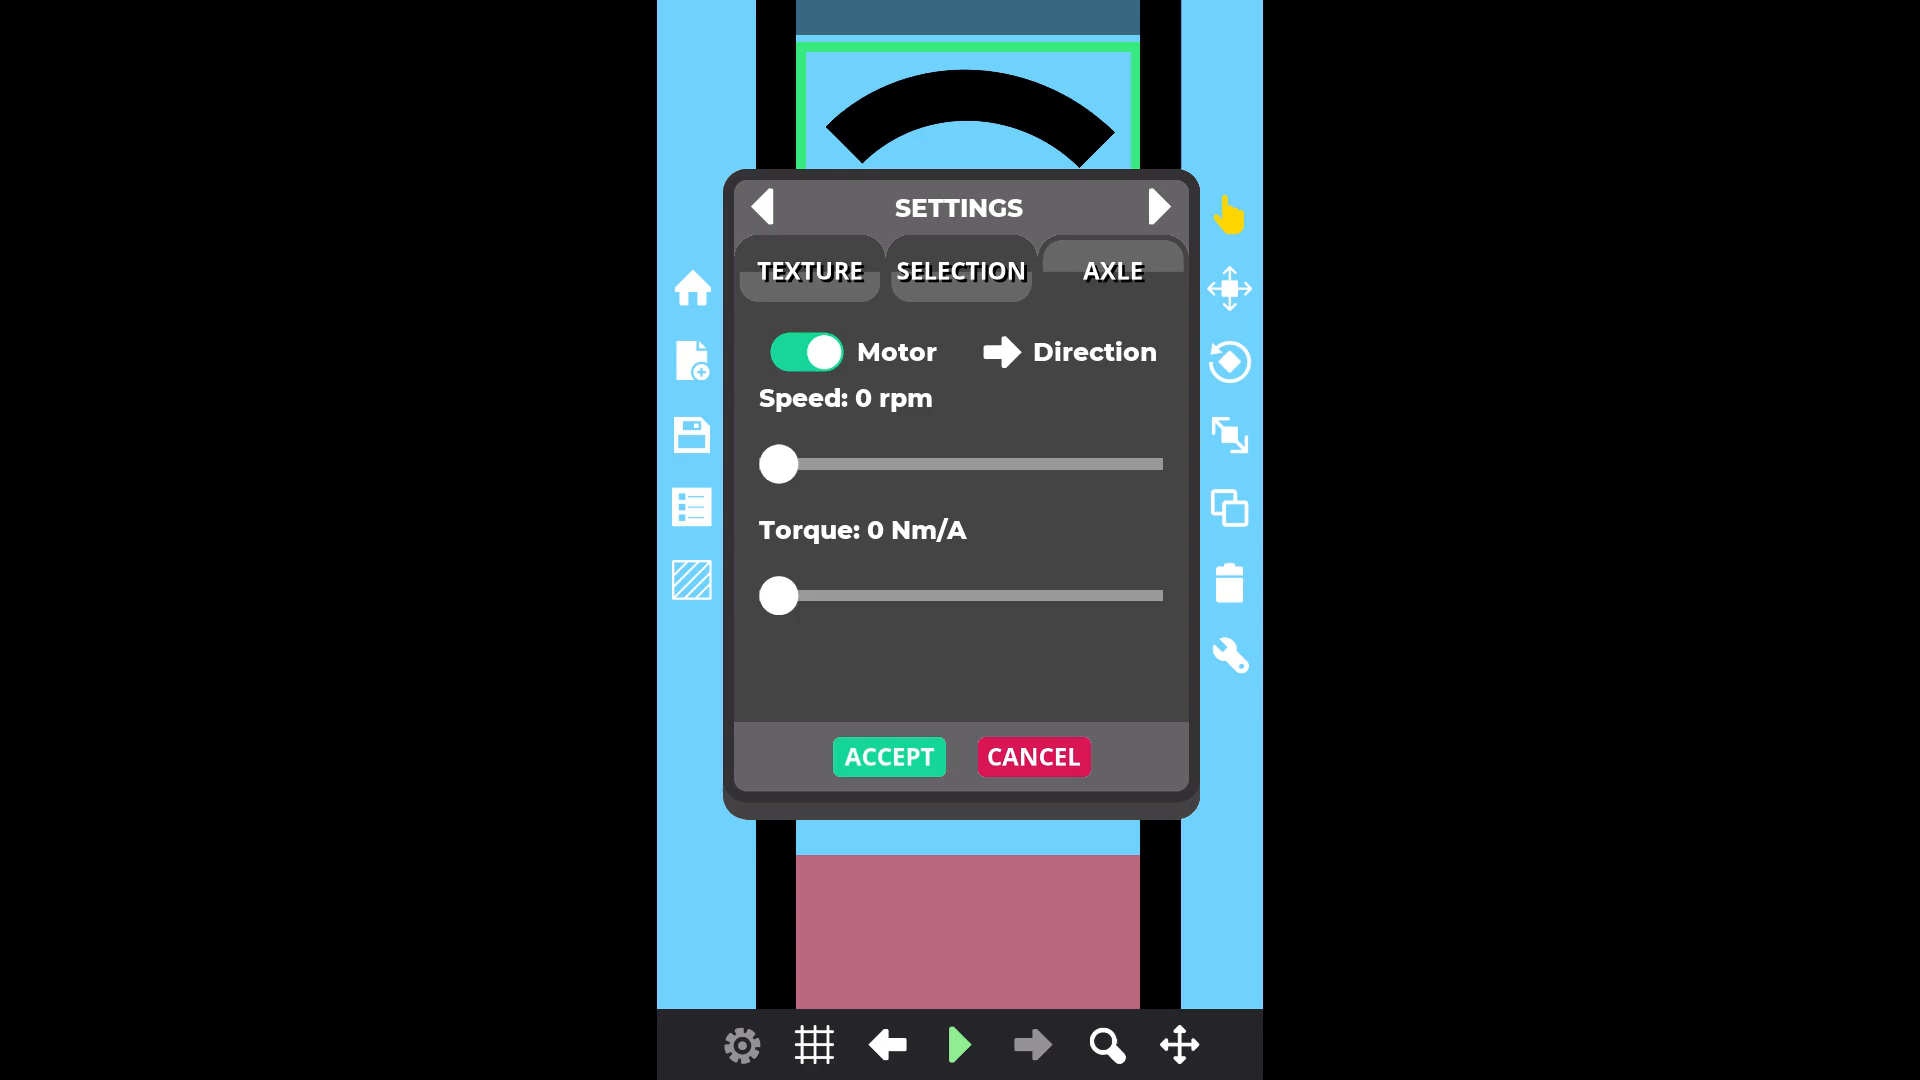 SETTINGS
TEXTURE SELECTION AXLE
Motor Direction
Speed: 0 rpm
Torque: 0 Nm/A
ACCEPT CANCEL